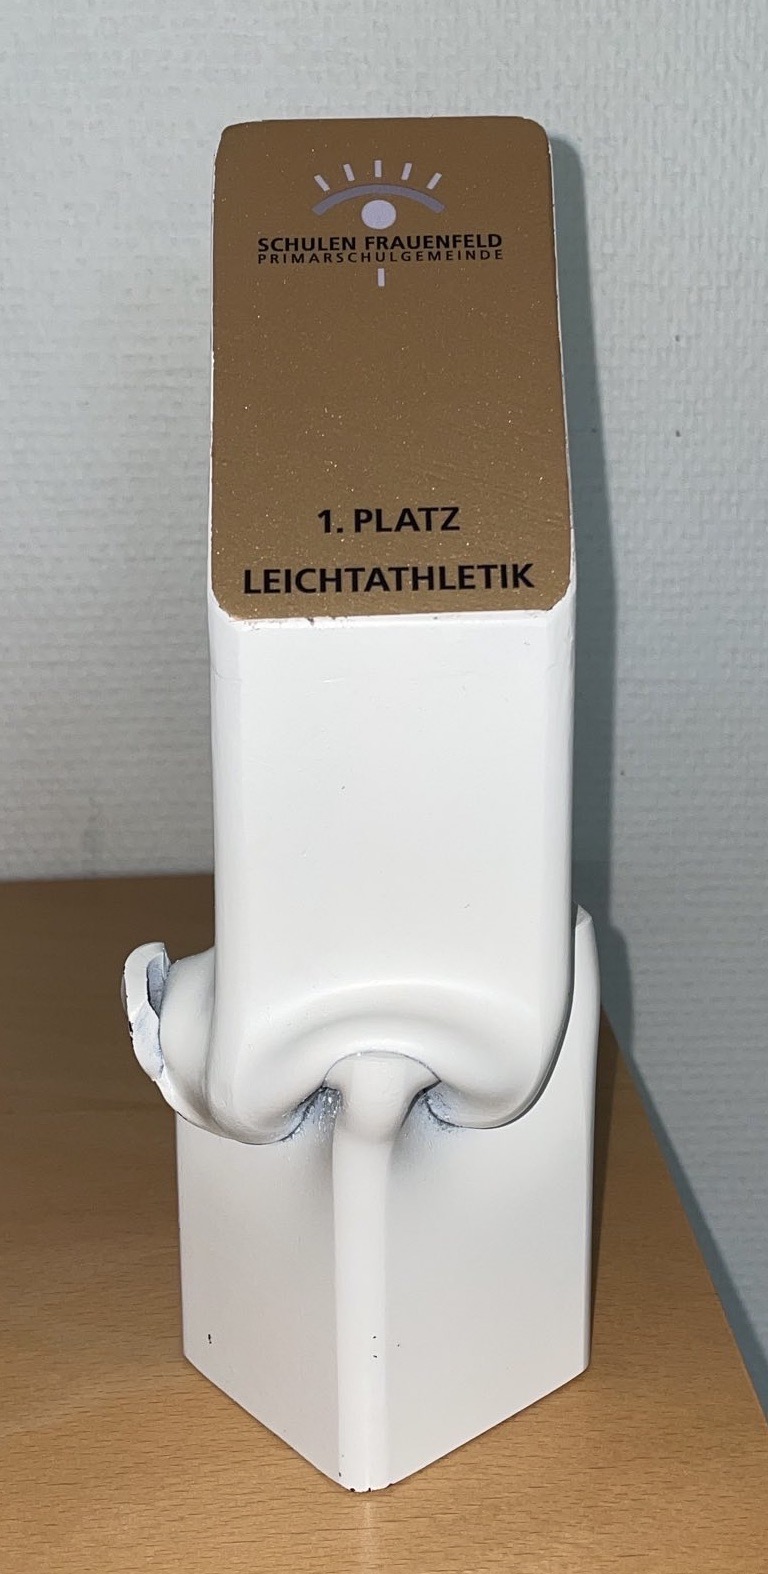 SCHULEN FRAUENFELD
PRIMARSCHULGEMEINDE
1. PLATZ
LEICHTATHLETIK